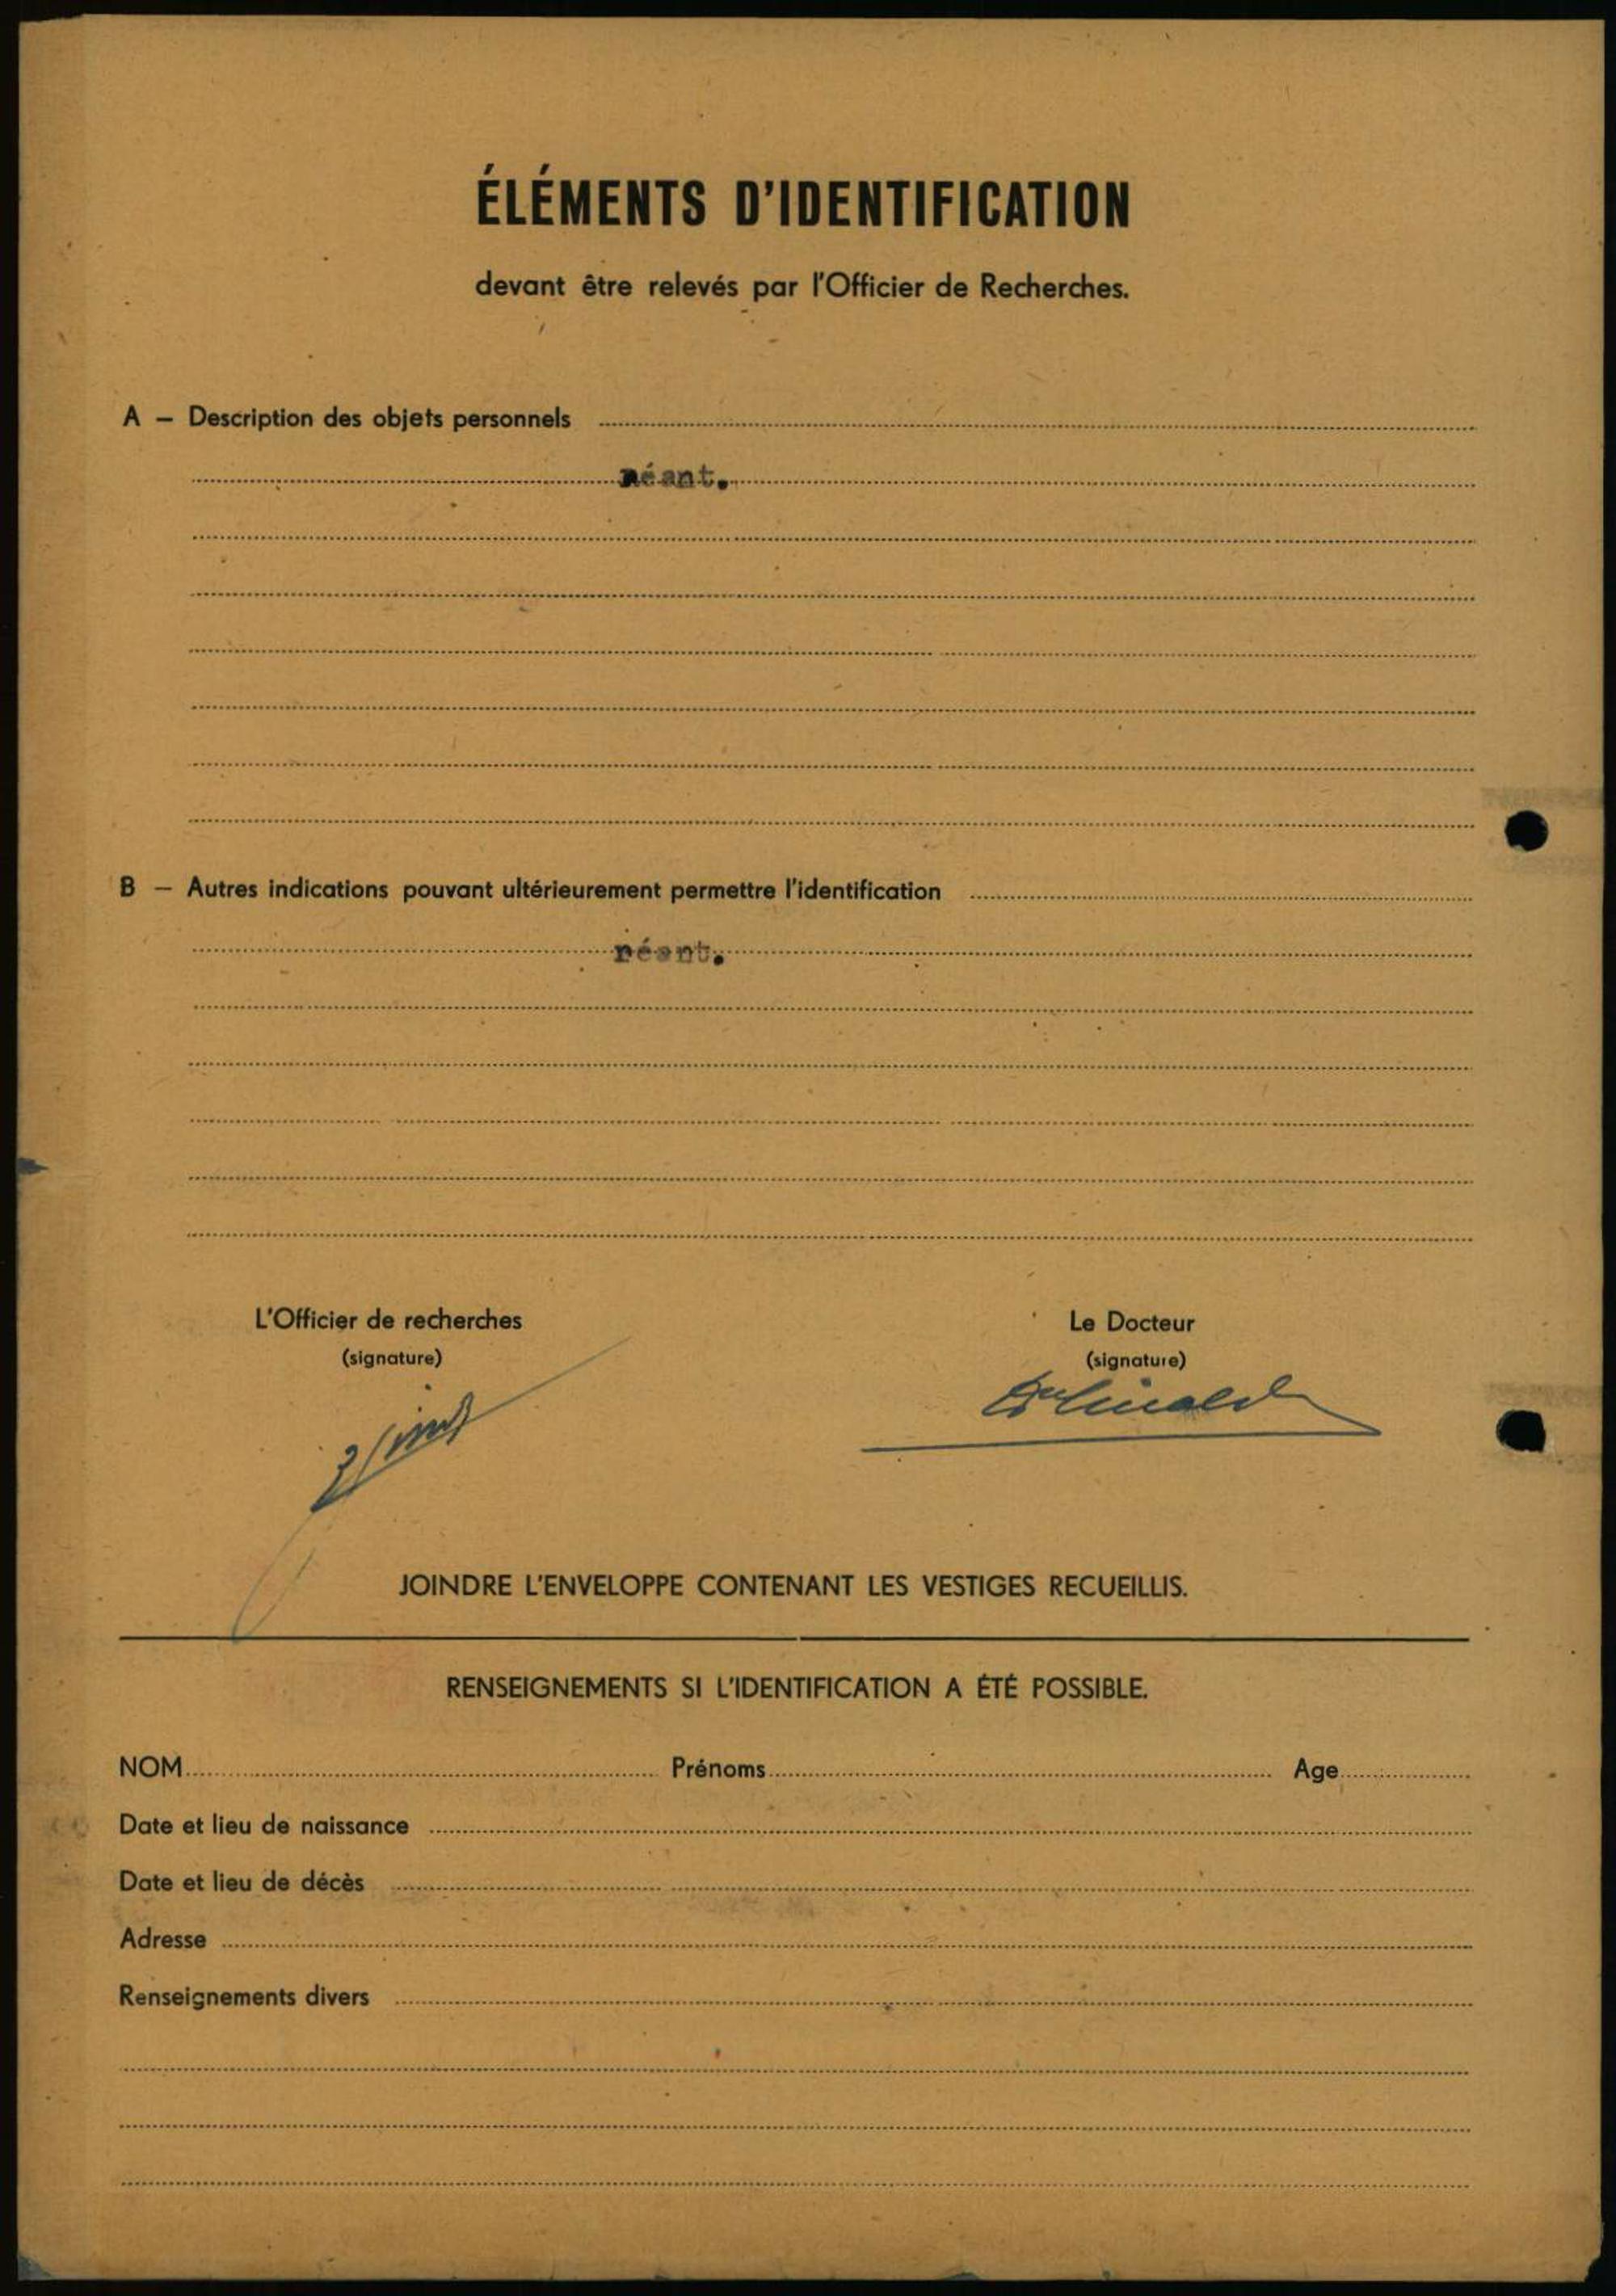 ÉLÉMENTS D'IDENTIFICATION
devant être relevés par l'Officier de Recherches.
A — Description des objets personnels
néant.
B — Autres indications pouvant ultérieurement permettre l'identification
néant.
L'Officier de recherches
(signature)
Le Docteur
(signature)
JOINDRE L'ENVELOPPE CONTENANT LES VESTIGES RECUEILLIS.
RENSEIGNEMENTS SI L'IDENTIFICATION A ÉTÉ POSSIBLE.
NOM Prénoms Age
Date et lieu de naissance
Date et lieu de décès
Adresse
Renseignements divers